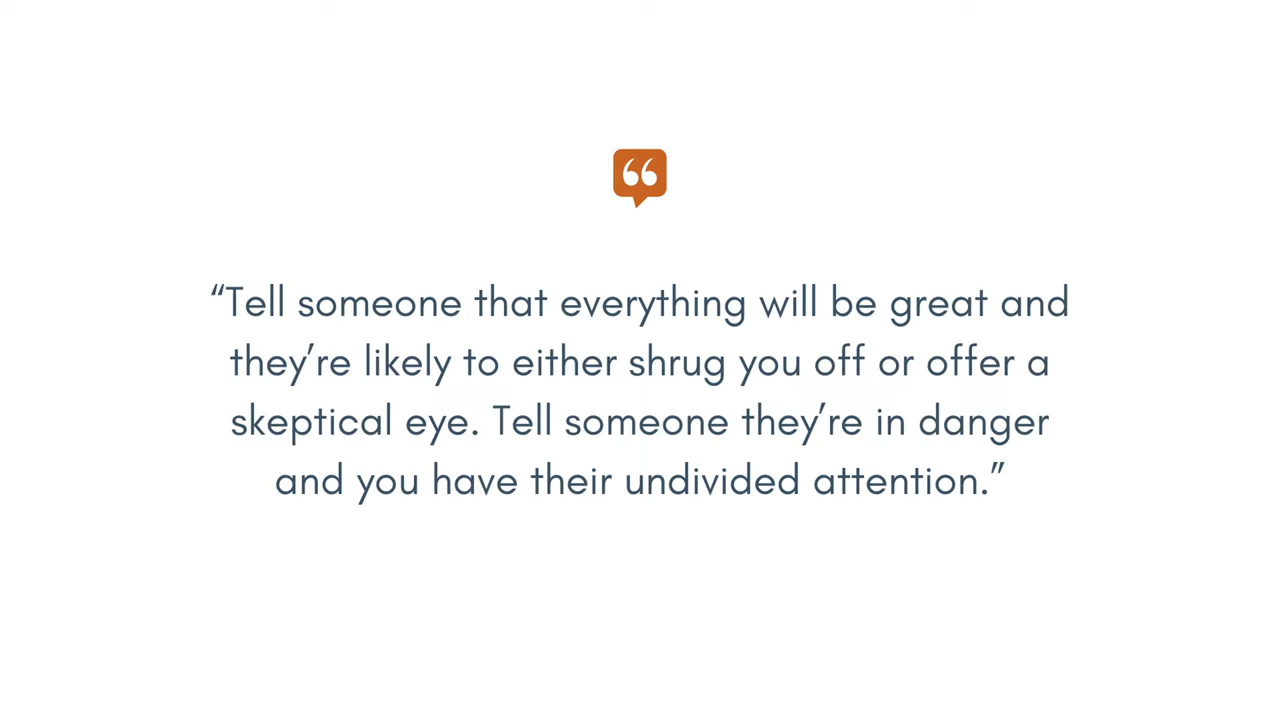 “Tell someone that everything will be great and
they’re likely to either shrug you off or offer a
skeptical eye. Tell someone they’re in danger
and you have their undivided attention.”